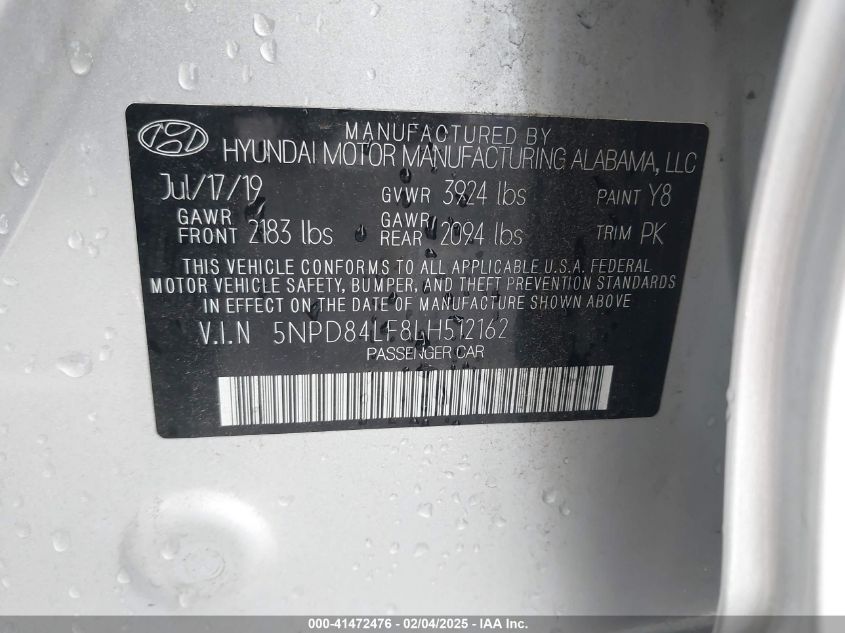 MANUFACTURED BY
HYUNDAI MOTOR MANUFACTURING ALABAMA, LLC
Jul/17/19 GVWR 3924 lbs PAINT Y8
GAWR FRONT 2183 lbs GAWR REAR 2094 lbs TRIM PK
THIS VEHICLE CONFORMS TO ALL APPLICABLE U.S.A. FEDERAL
MOTOR VEHICLE SAFETY, BUMPER, AND THEFT PREVENTION STANDARDS
IN EFFECT ON THE DATE OF MANUFACTURE SHOWN ABOVE.
V.I.N 5NPD84LF8LH512162
PASSENGER CAR
000-41472476 - 02/04/2025 - IAAI.com